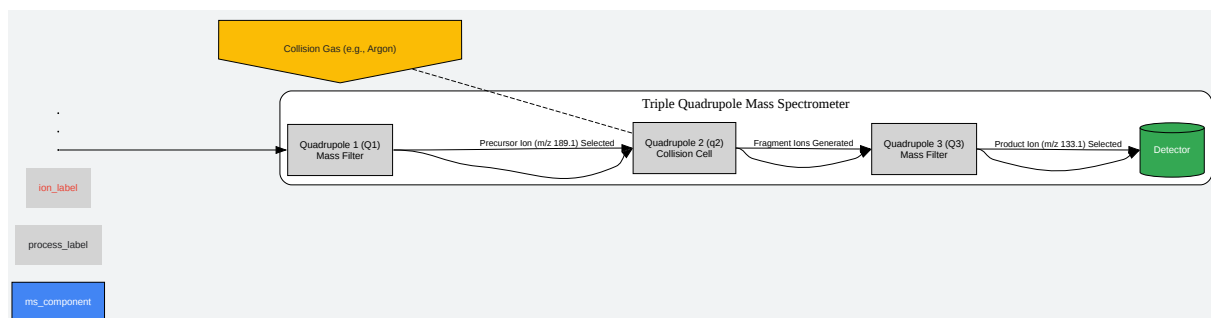 Collision Gas (e.g., Argon)
Triple Quadrupole Mass Spectrometer
Quadrupole 1 (Q1)
Mass Filter
Precursor Ion (m/z 189.1) Selected
Quadrupole 2 (q2)
Collision Cell
Fragment Ions Generated
Quadrupole 3 (Q3)
Mass Filter
Product Ion (m/z 133.1) Selected
Detector
ion_label
process_label
ms_component